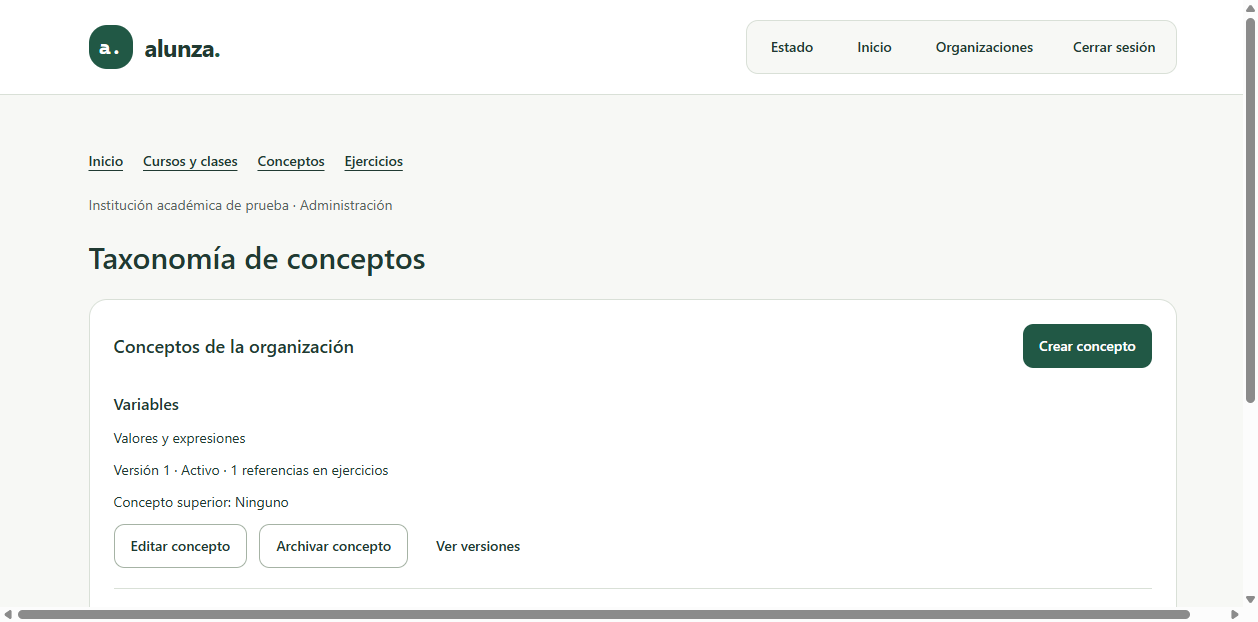 a. alunza.
Estado Inicio Organizaciones Cerrar sesión
Inicio Cursos y clases Conceptos Ejercicios
Institución académica de prueba · Administración
Taxonomía de conceptos
Conceptos de la organización Crear concepto
Variables
Valores y expresiones
Versión 1 · Activo · 1 referencias en ejercicios
Concepto superior: Ninguno
Editar concepto Archivar concepto Ver versiones